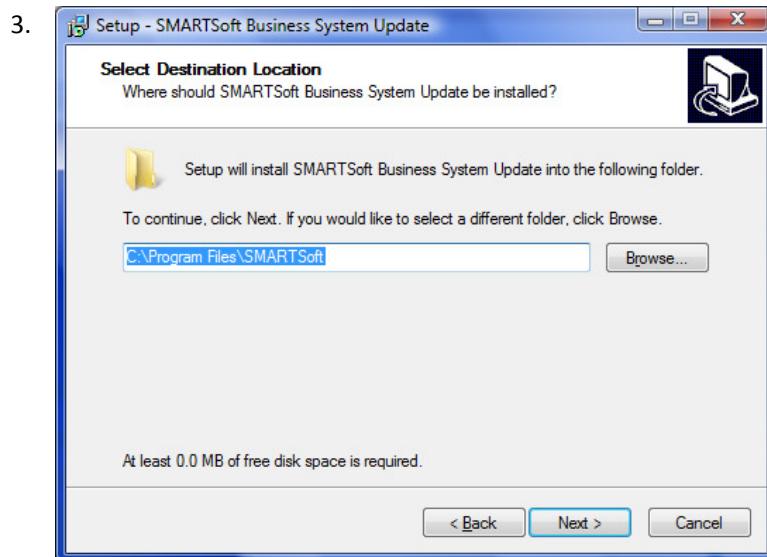 3.
Setup - SMARTSoft Business System Update
Select Destination Location
Where should SMARTSoft Business System Update be installed?
Setup will install SMARTSoft Business System Update into the following folder.
To continue, click Next. If you would like to select a different folder, click Browse.
C:\Program Files\SMARTSoft
Browse...
At least 0.0 MB of free disk space is required.
< Back Next > Cancel